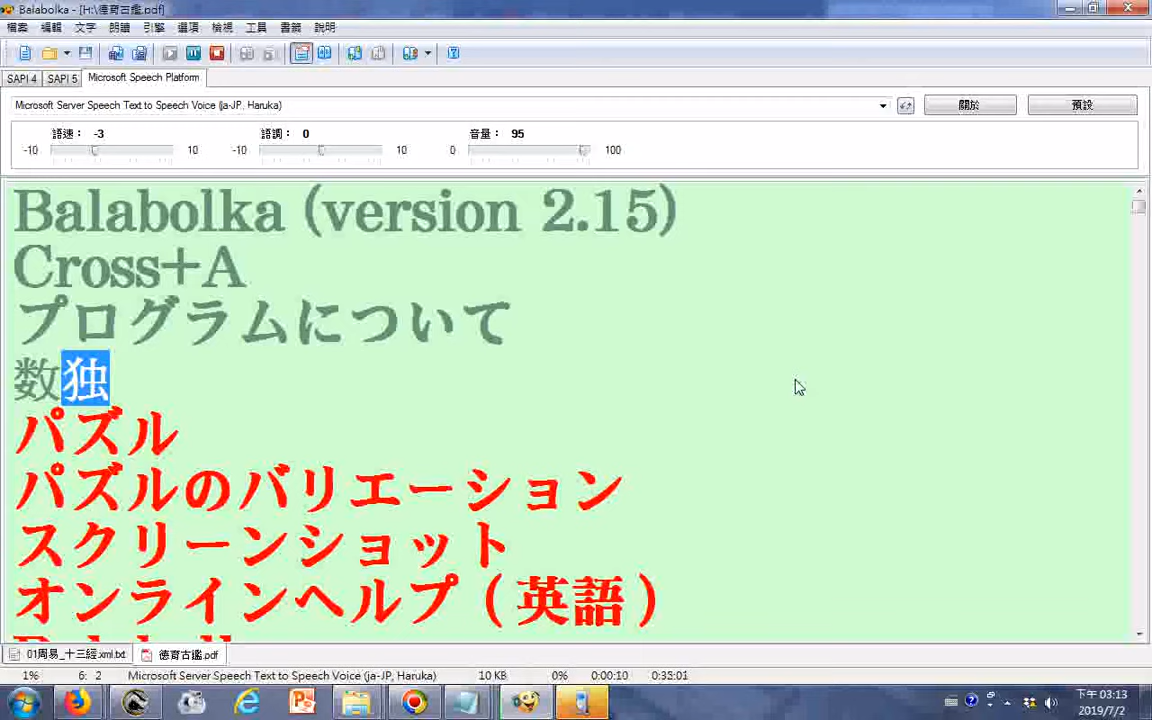 Balabolka - [H:\德育古鑑.pdf]
檔案 編輯 文字 朗讀 引擎 選項 檢視 工具 書籤 說明
SAPI 4 SAPI 5 Microsoft Speech Platform
Microsoft Server Speech Text to Speech Voice (ja-JP, Haruka) 關於 預設
語速： -3 語調： 0 音量： 95
-10 10 -10 10 0 100
Balabolka (version 2.15)
Cross+A
プログラムについて
数独
パズル
パズルのバリエーション
スクリーンショット
オンラインヘルプ（英語）
01周易_十三經.xml.txt 德育古鑑.pdf
1% 6: 2 Microsoft Server Speech Text to Speech Voice (ja-JP, Haruka) 10 KB 0% 0:00:10 0:35:01
下午 03:13
2019/7/2